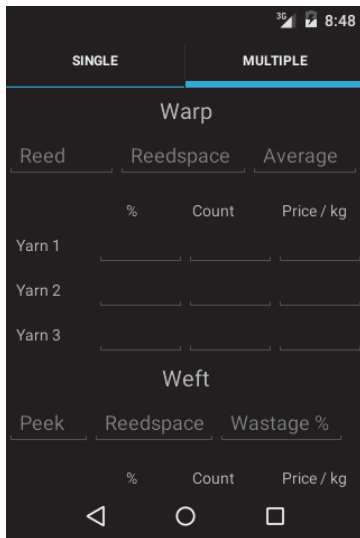 3G 8:48
SINGLE MULTIPLE
Warp
Reed Reedspace Average
% Count Price / kg
Yarn 1
Yarn 2
Yarn 3
Weft
Peek Reedspace Wastage %
% Count Price / kg